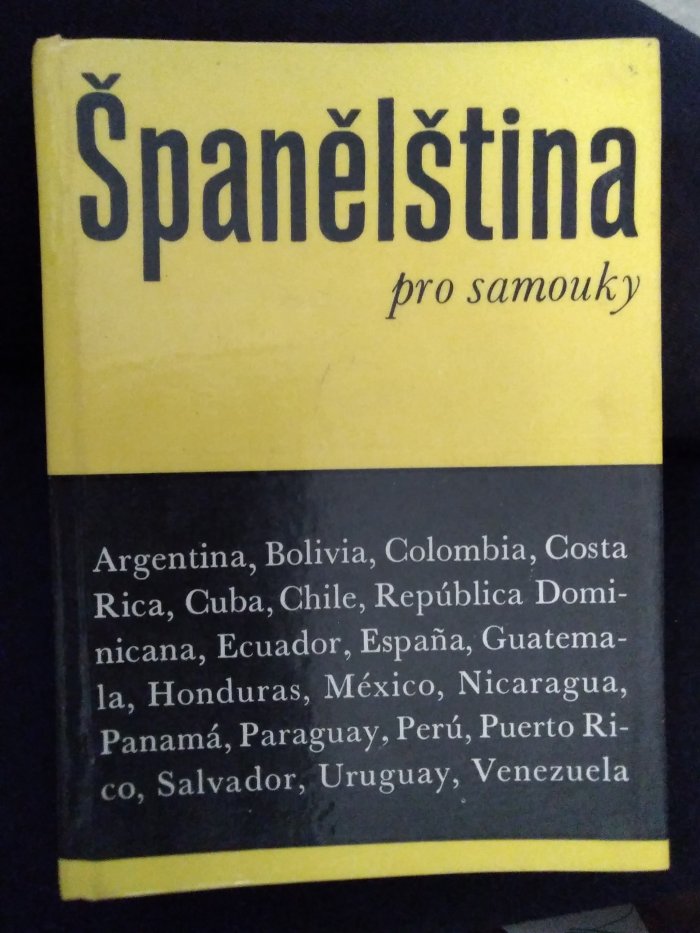 Španělština
pro samouky
Argentina, Bolivia, Colombia, Costa
Rica, Cuba, Chile, República Domi-
nicana, Ecuador, España, Guatema-
la, Honduras, México, Nicaragua,
Panamá, Paraguay, Perú, Puerto Ri-
co, Salvador, Uruguay, Venezuela